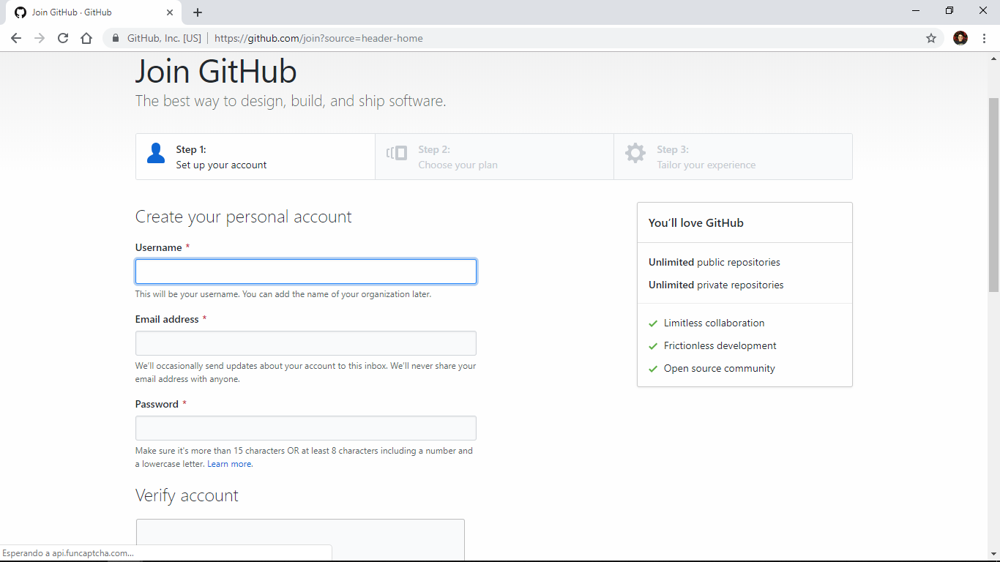 Join GitHub · GitHub
GitHub, Inc. [US]
https://github.com/join?source=header-home
Join GitHub
The best way to design, build, and ship software.
Step 1:
Set up your account
Step 2:
Choose your plan
Step 3:
Tailor your experience
Create your personal account
Username *
This will be your username. You can add the name of your organization later.
Email address *
We’ll occasionally send updates about your account to this inbox. We’ll never share your
email address with anyone.
Password *
Make sure it's more than 15 characters OR at least 8 characters including a number and
a lowercase letter. Learn more.
Verify account
You’ll love GitHub
Unlimited public repositories
Unlimited private repositories
Limitless collaboration
Frictionless development
Open source community
Esperando a api.funcaptcha.com...